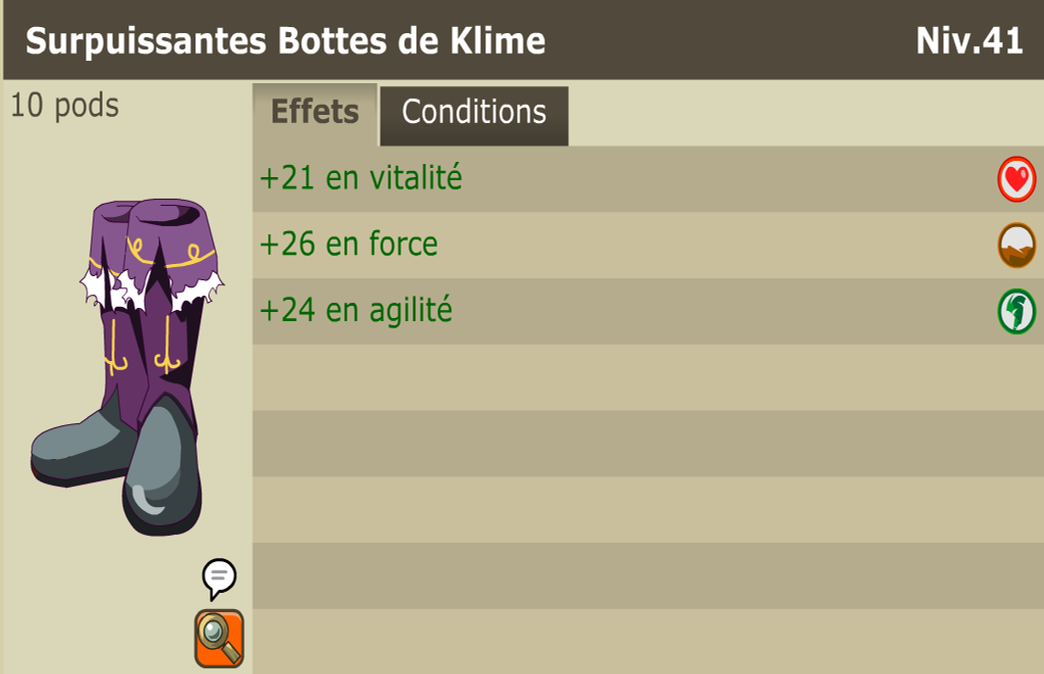 Surpuissantes Bottes de Klime
Niv.41
10 pods
Effets
Conditions
+21 en vitalité
+26 en force
+24 en agilité